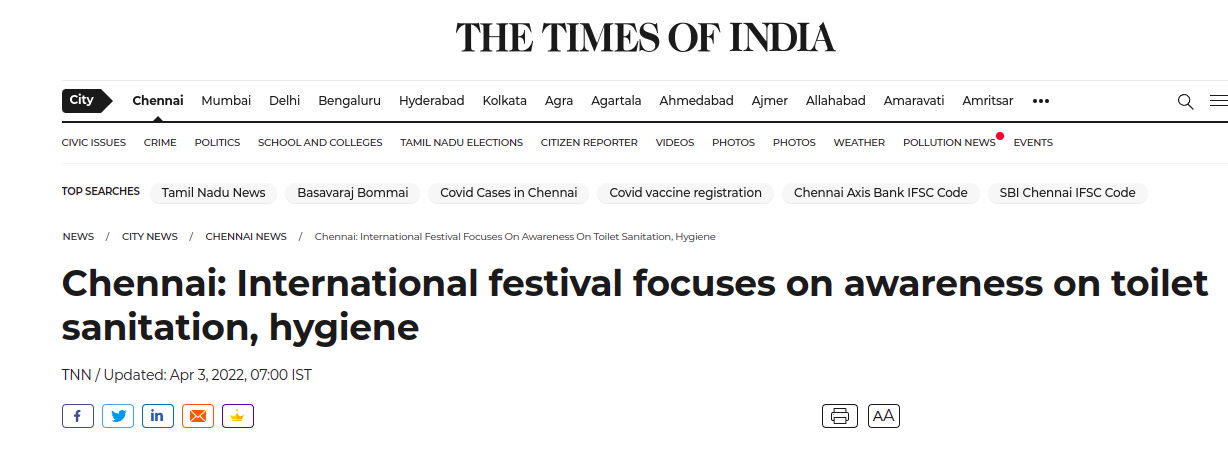 THE TIMES OF INDIA
City Chennai Mumbai Delhi Bengaluru Hyderabad Kolkata Agra Agartala Ahmedabad Ajmer Allahabad Amaravati Amritsar •••
CIVIC ISSUES CRIME POLITICS SCHOOL AND COLLEGES TAMIL NADU ELECTIONS CITIZEN REPORTER VIDEOS PHOTOS PHOTOS WEATHER POLLUTION NEWS EVENTS
TOP SEARCHES Tamil Nadu News Basavaraj Bommai Covid Cases in Chennai Covid vaccine registration Chennai Axis Bank IFSC Code SBI Chennai IFSC Code
NEWS / CITY NEWS / CHENNAI NEWS / Chennai: International Festival Focuses On Awareness On Toilet Sanitation, Hygiene
Chennai: International festival focuses on awareness on toilet
sanitation, hygiene
TNN / Updated: Apr 3, 2022, 07:00 IST
f in AA